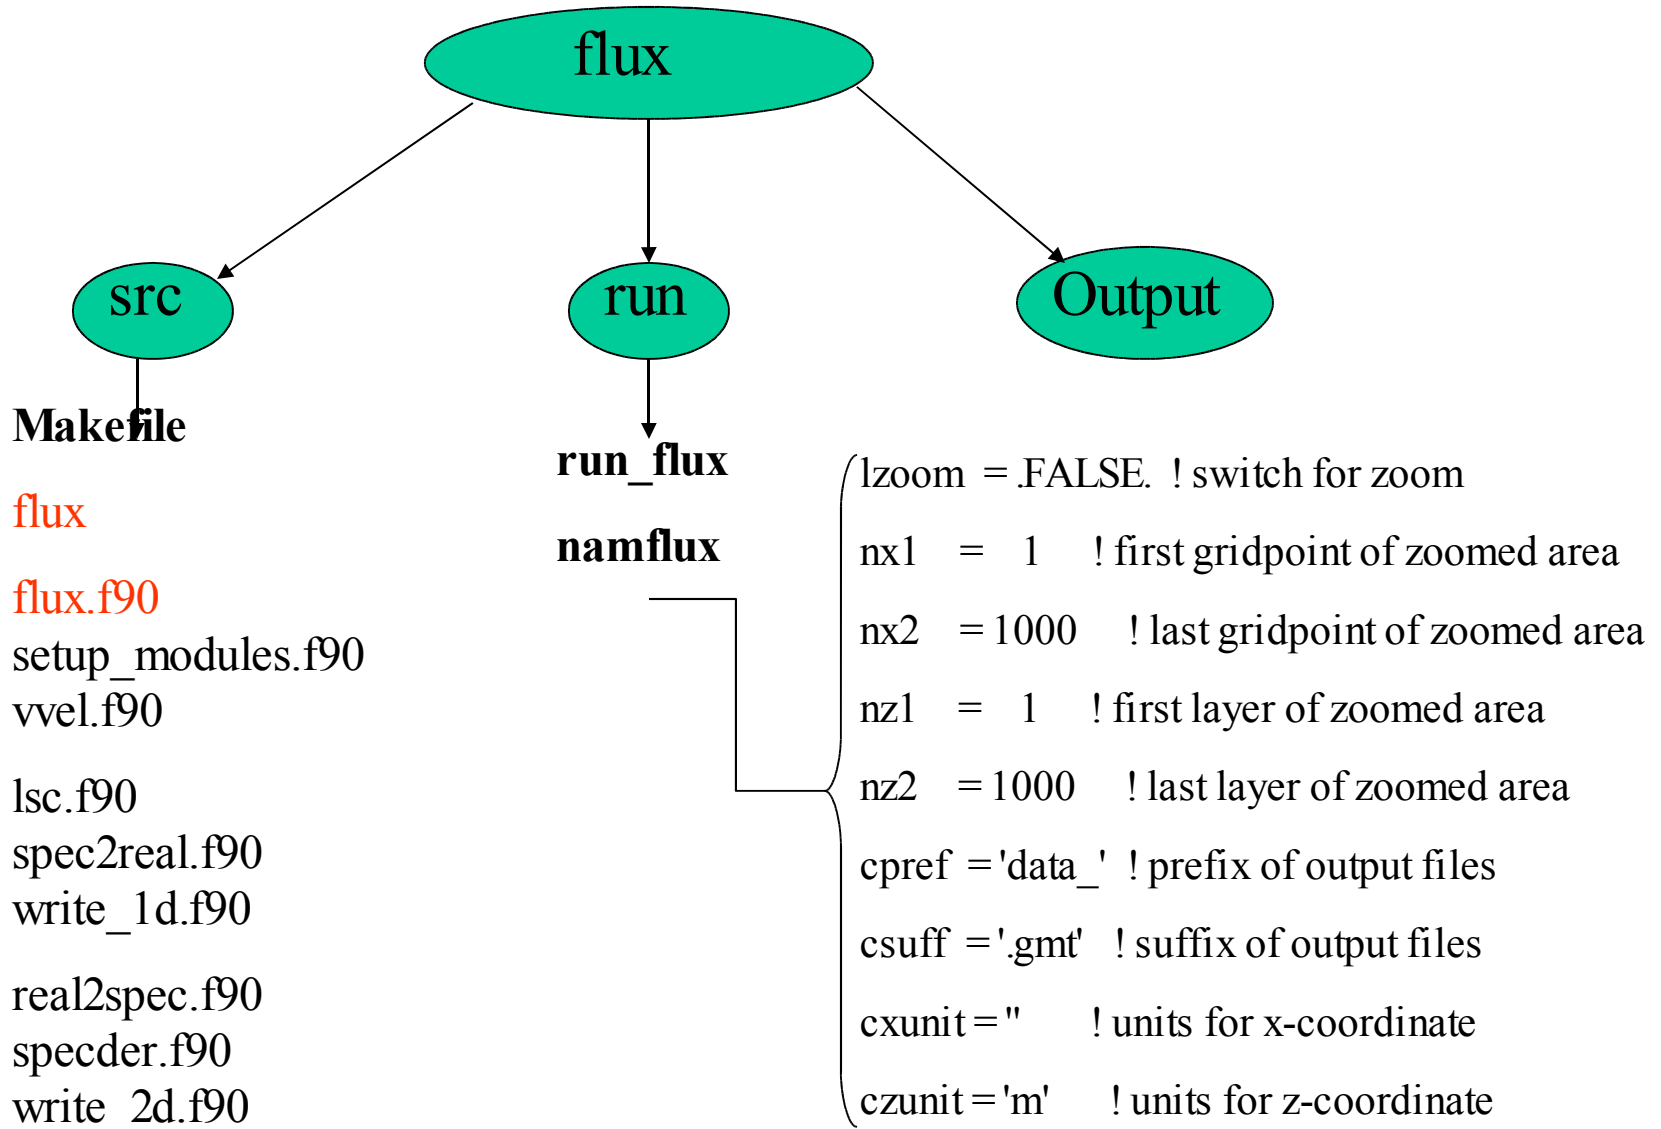 flux
src
run
Output
Makefile
flux
flux.f90
setup_modules.f90
vvel.f90
lsc.f90
spec2real.f90
write_1d.f90
real2spec.f90
specder.f90
write_2d.f90
run_flux
namflux
lzoom = .FALSE. ! switch for zoom
nx1 = 1 ! first gridpoint of zoomed area
nx2 = 1000 ! last gridpoint of zoomed area
nz1 = 1 ! first layer of zoomed area
nz2 = 1000 ! last layer of zoomed area
cpref = 'data_' ! prefix of output files
csuff = '.gmt' ! suffix of output files
cxunit = '' ! units for x-coordinate
czunit = 'm' ! units for z-coordinate